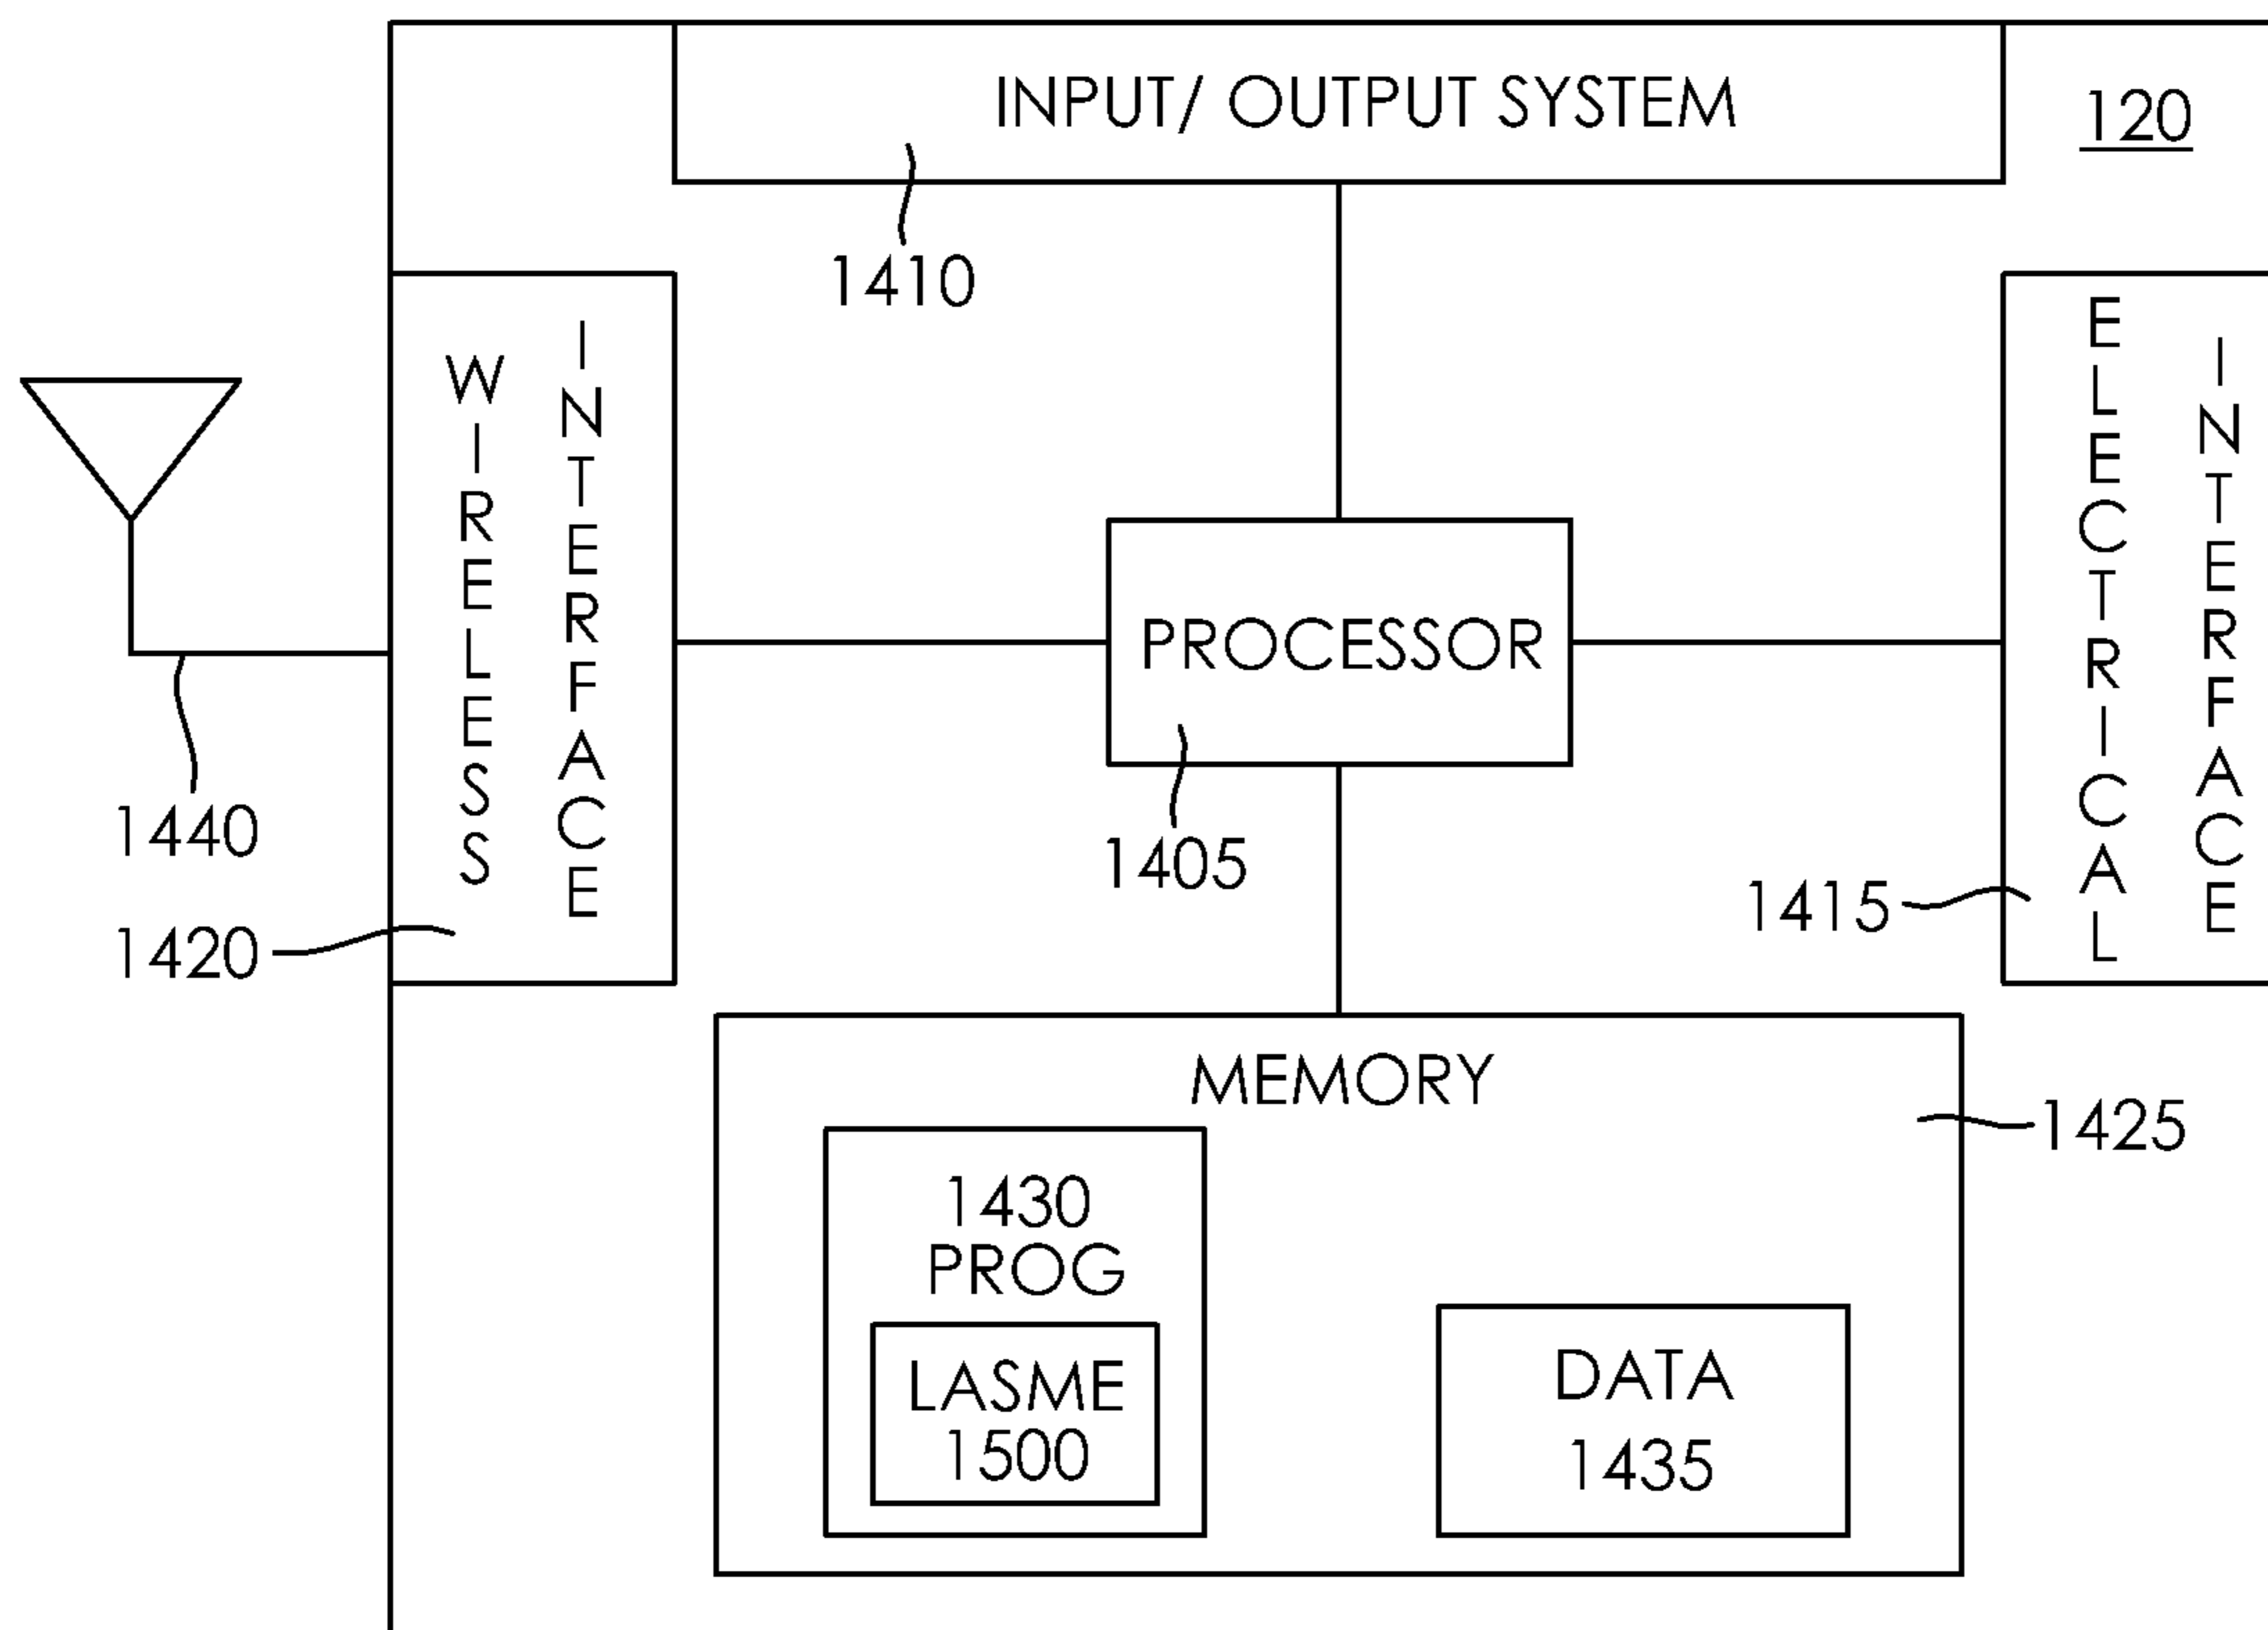 INPUT/ OUTPUT SYSTEM
120
1410
WIRELESS
INTERFACE
ELECTRICAL
INTERFACE
PROCESSOR
1440
1405
1415
1420
MEMORY
1425
1430
PROG
LASME
1500
DATA
1435